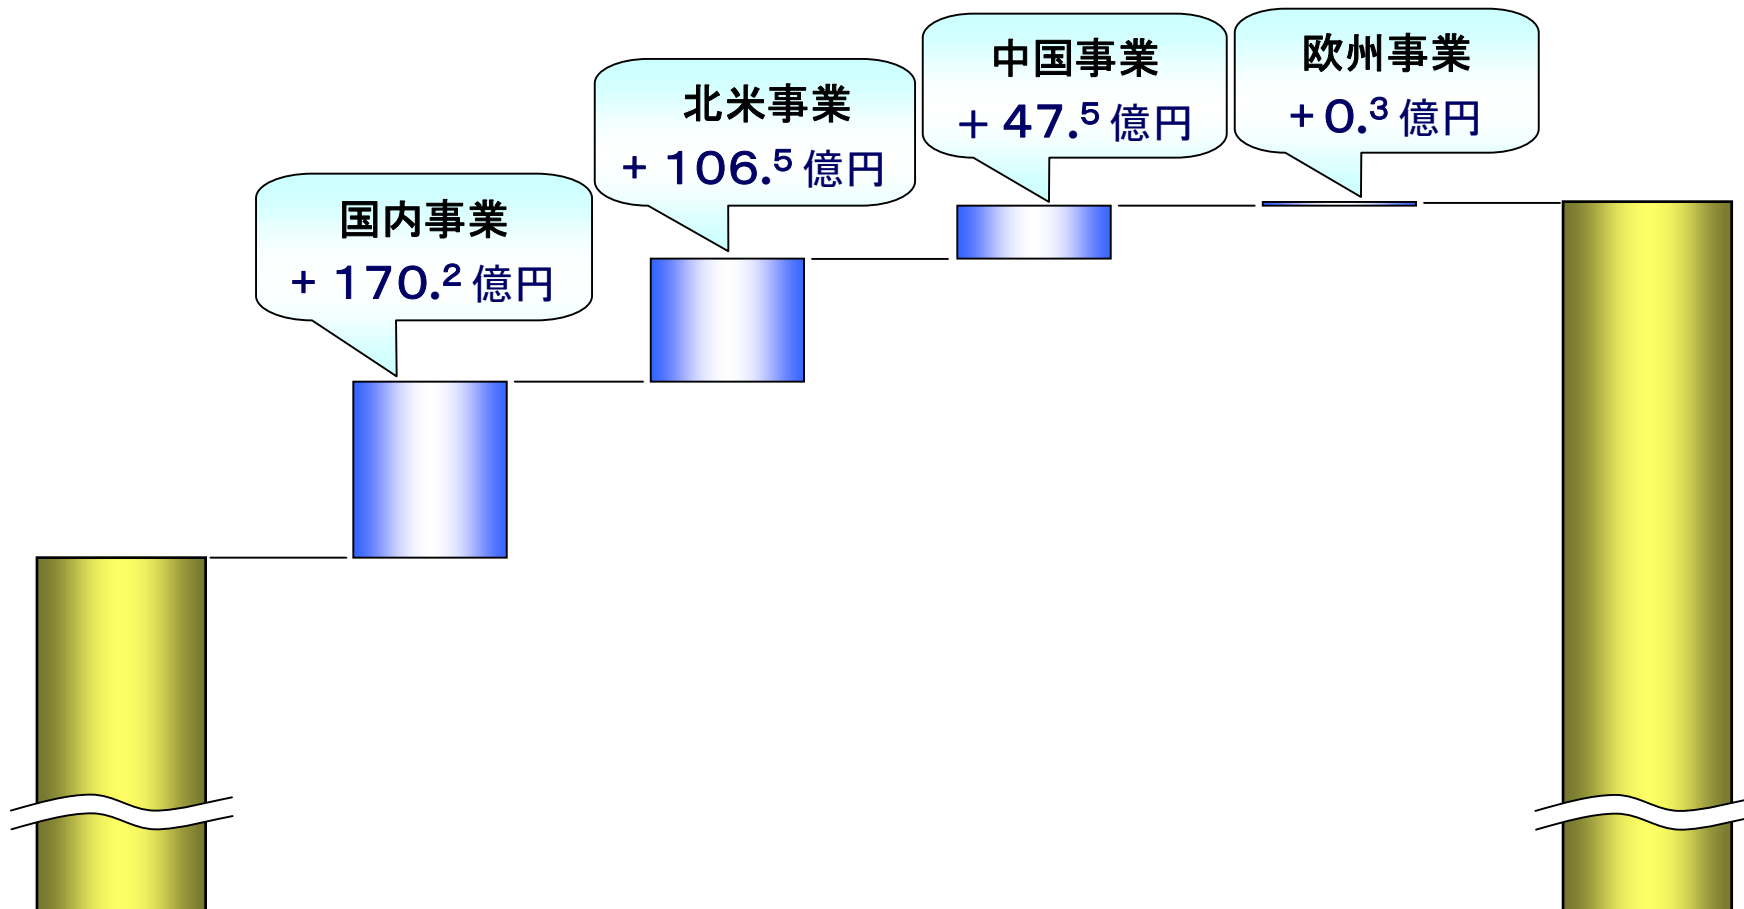 国内事業
+ 170.2 億円
北米事業
+ 106.5 億円
中国事業
+ 47.5 億円
欧州事業
+0.3 億円